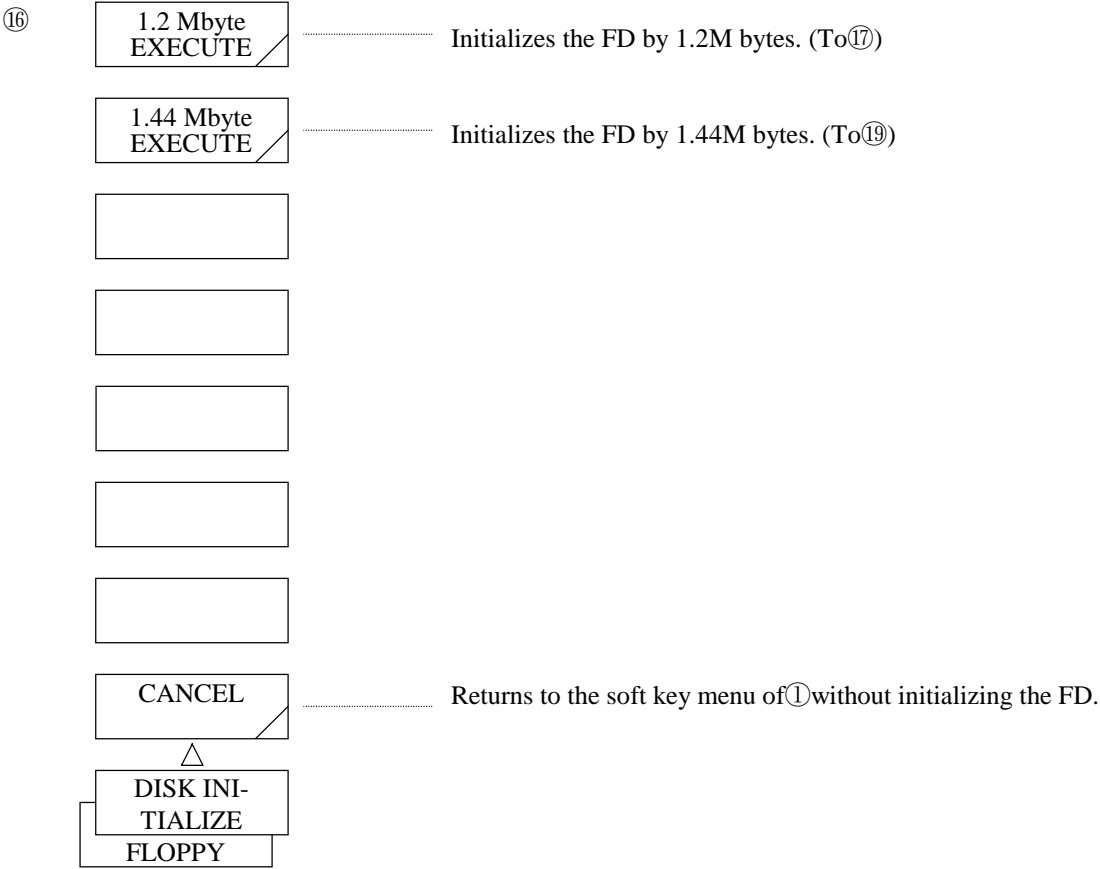 ⑯
1.2 Mbyte
EXECUTE
Initializes the FD by 1.2M bytes. (To⑰)
1.44 Mbyte
EXECUTE
Initializes the FD by 1.44M bytes. (To⑲)
CANCEL
Returns to the soft key menu of①without initializing the FD.
DISK INI-
TIALIZE
FLOPPY